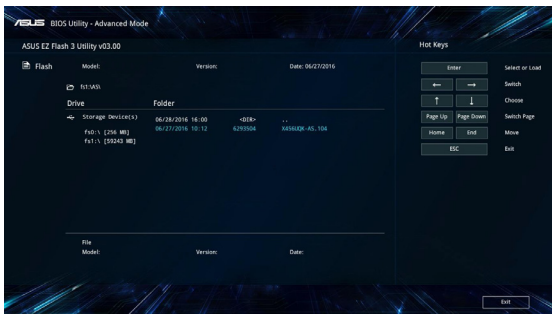 ASUS BIOS Utility - Advanced Mode
ASUS EZ Flash 3 Utility v03.00
Hot Keys
Flash Model: Version: Date: 06/27/2016
fs1:\AS\
Drive Folder
Storage Device(s)
fs0:\ [256 MB]
fs1:\ [59243 MB]
06/28/2016 16:00 <DIR> ..
06/27/2016 10:12 6293504 X456UQK-AS.104
Enter Select or Load
← → Switch
↑ ↓ Choose
Page Up Page Down Switch Page
Home End Move
ESC Exit
File
Model: Version: Date:
Exit